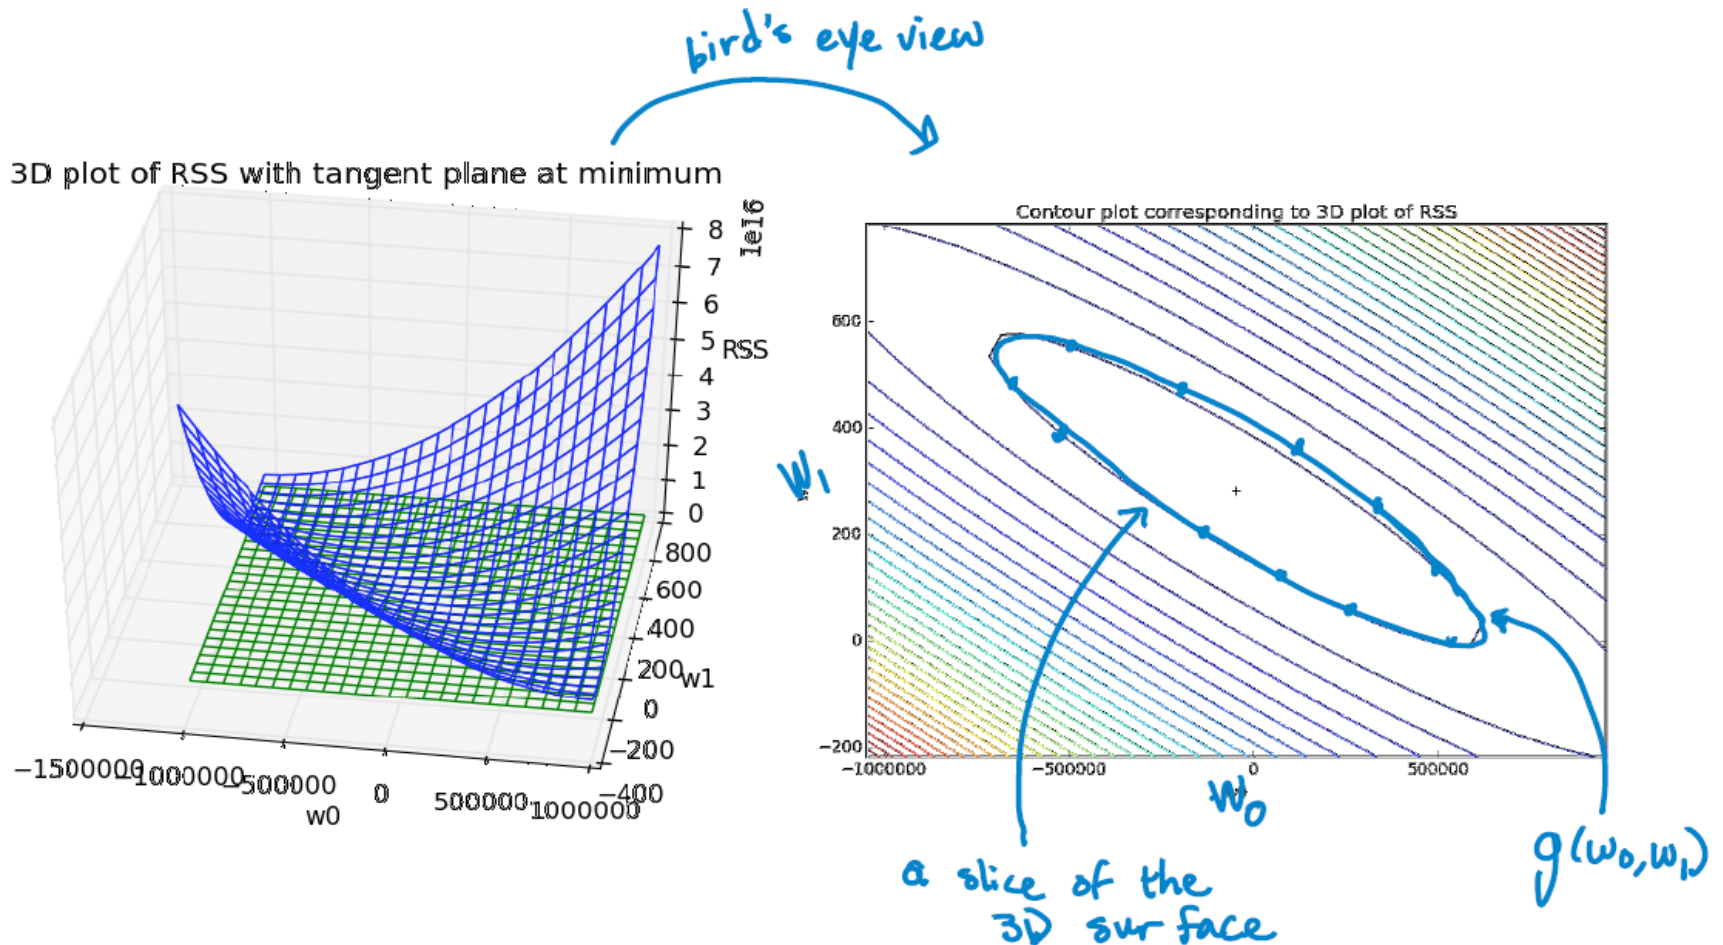 bird's eye view
3D plot of RSS with tangent plane at minimum
1e16
8
7
6
5
4
3
2
1
0
RSS
800
600
400
200
0
−200
−400
w1
−1500000
−1000000
−500000
0
500000
1000000
w0
Contour plot corresponding to 3D plot of RSS
600
400
200
0
−200
W1
−1000000
−500000
0
500000
W0
a slice of the
3D surface
g(w0,w1)